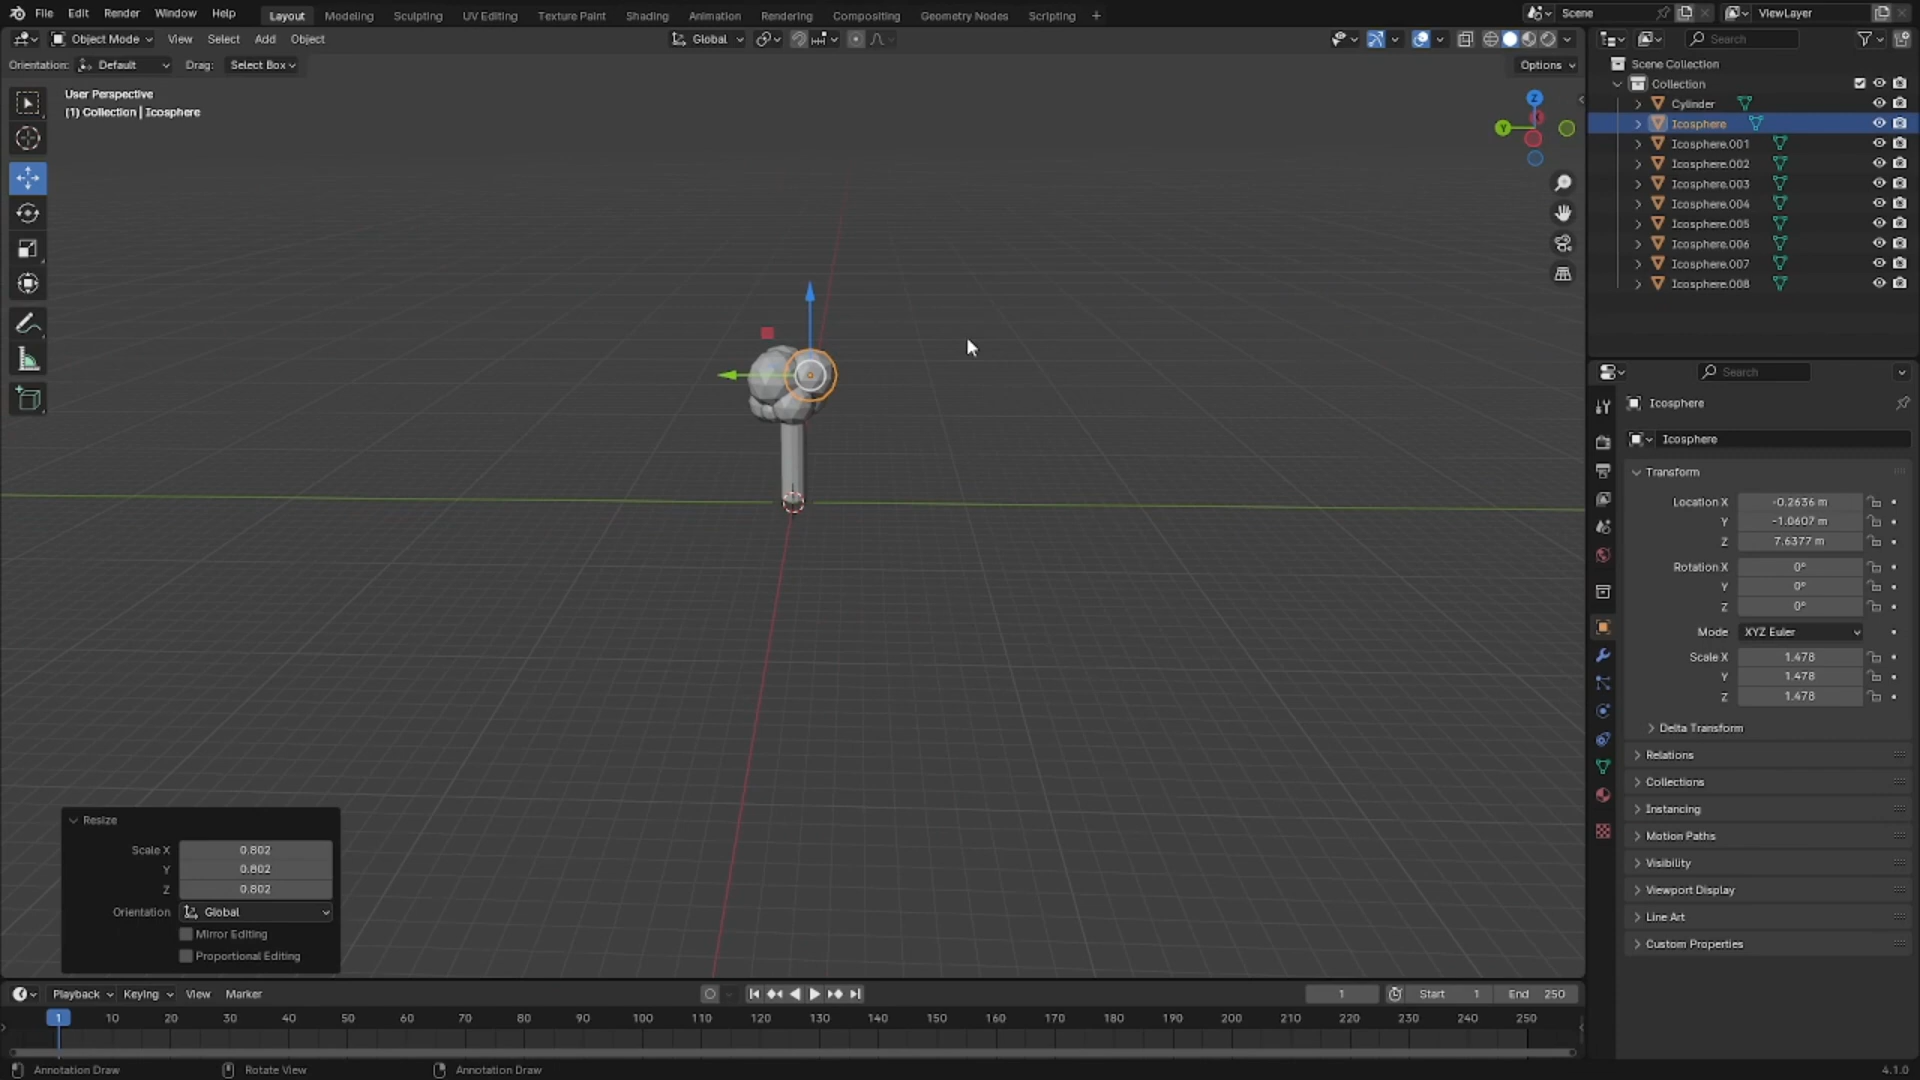 File Edit Render Window Help Layout Modeling Sculpting UV Editing Texture Paint Shading Animation Rendering Compositing Geometry Nodes Scripting + Scene ViewLayer
Object Mode View Select Add Object Global Search
Orientation: Default Drag: Select Box Options
User Perspective
(1) Collection | Icosphere
Z
Y
Scene Collection
Collection
Cylinder
Icosphere
Icosphere.001
Icosphere.002
Icosphere.003
Icosphere.004
Icosphere.005
Icosphere.006
Icosphere.007
Icosphere.008
Search
Icosphere
Icosphere
Transform
Location X -0.2636 m
Y -1.0607 m
Z 7.6377 m
Rotation X 0°
Y 0°
Z 0°
Mode XYZ Euler
Scale X 1.478
Y 1.478
Z 1.478
Delta Transform
Relations
Collections
Instancing
Motion Paths
Visibility
Viewport Display
Line Art
Custom Properties
Resize
Scale X 0.802
Y 0.802
Z 0.802
Orientation Global
Mirror Editing
Proportional Editing
Playback Keying View Marker 1 Start 1 End 250
1 10 20 30 40 50 60 70 80 90 100 110 120 130 140 150 160 170 180 190 200 210 220 230 240 250
Annotation Draw Rotate View Annotation Draw 4.1.0